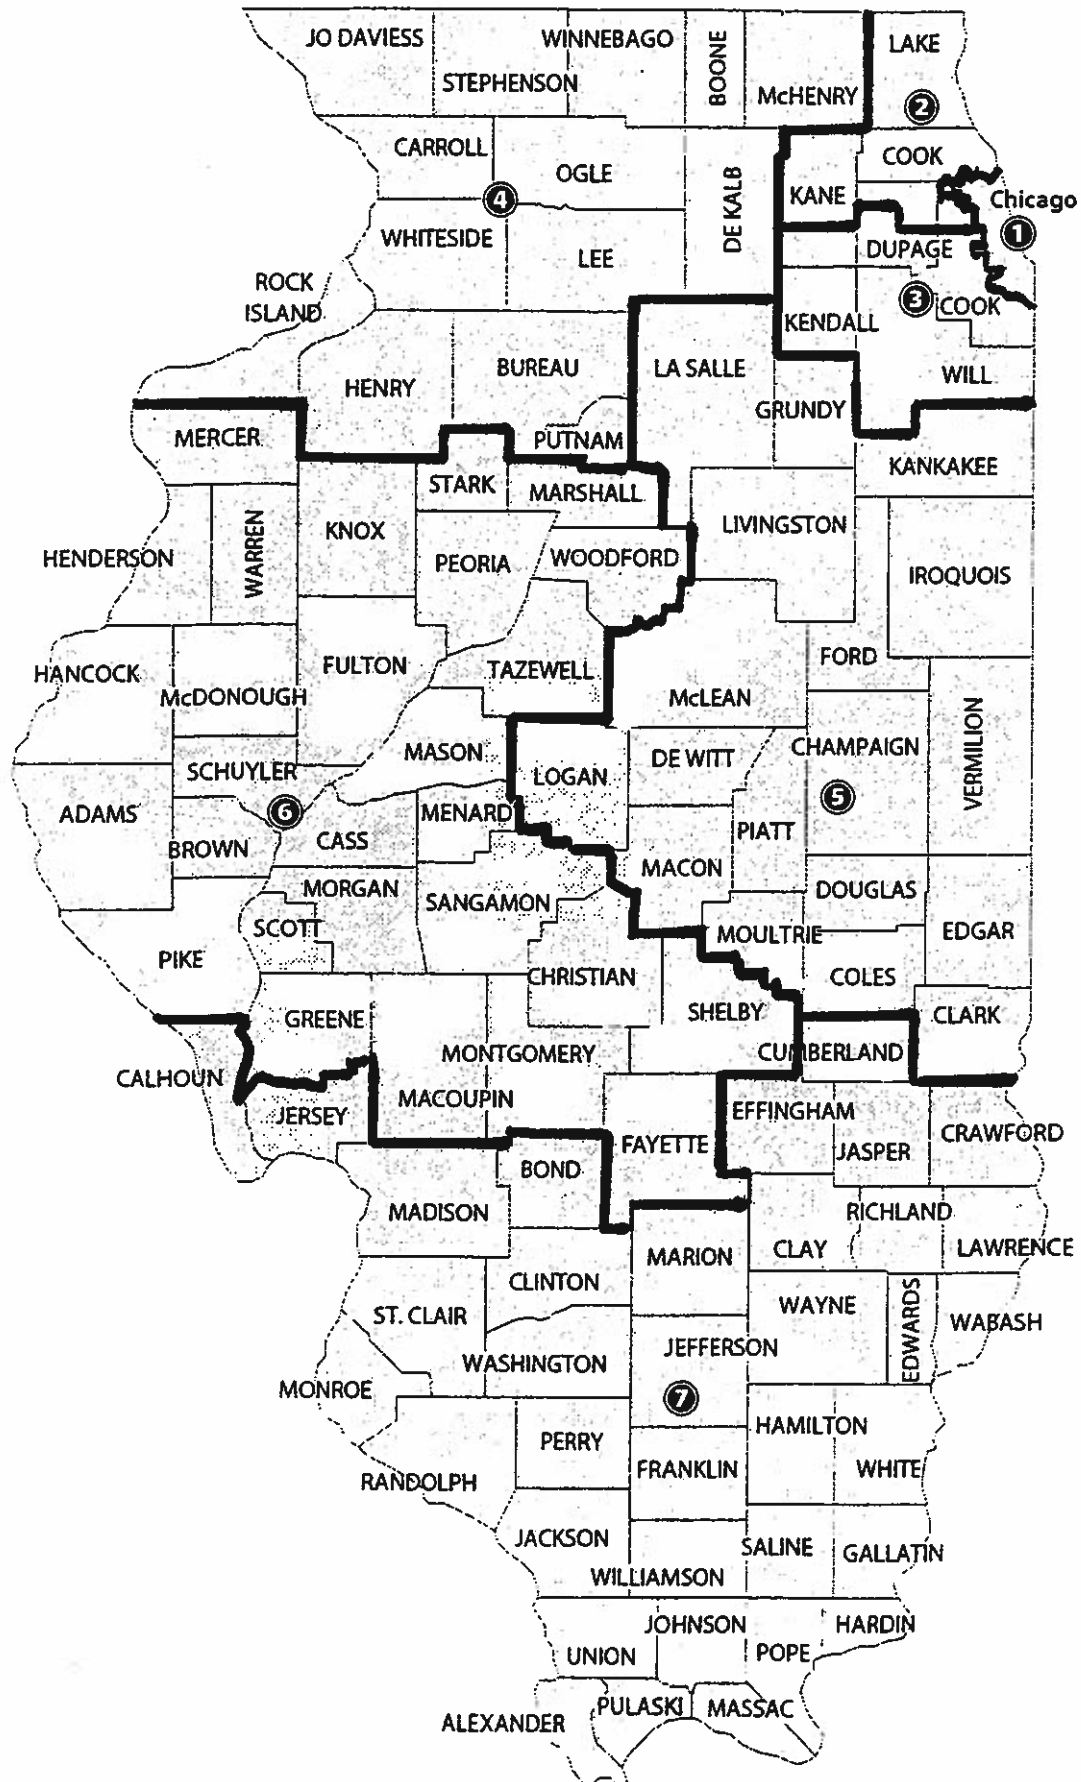 JO DAVIESS
STEPHENSON
WINNEBAGO
BOONE
McHENRY
LAKE
2
CARROLL
OGLE
DE KALB
KANE
COOK
Chicago
1
4
WHITESIDE
LEE
DUPAGE
3
COOK
ROCK
ISLAND
HENRY
BUREAU
LA SALLE
KENDALL
GRUNDY
WILL
MERCER
PUTNAM
KANKAKEE
STARK
MARSHALL
HENDERSON
WARREN
KNOX
PEORIA
WOODFORD
LIVINGSTON
IROQUOIS
HANCOCK
McDONOUGH
FULTON
TAZEWELL
McLEAN
FORD
VERMILION
SCHUYLER
MASON
LOGAN
DE WITT
CHAMPAIGN
5
ADAMS
BROWN
6
CASS
MENARD
MACON
PIATT
MORGAN
SCOTT
SANGAMON
DOUGLAS
MOULTRIE
EDGAR
PIKE
CHRISTIAN
COLES
GREENE
SHELBY
CLARK
CALHOUN
JERSEY
MACOUPIN
MONTGOMERY
CUMBERLAND
EFFINGHAM
FAYETTE
JASPER
CRAWFORD
BOND
MADISON
RICHLAND
LAWRENCE
MARION
CLAY
CLINTON
ST. CLAIR
WAYNE
EDWARDS
WABASH
WASHINGTON
JEFFERSON
MONROE
7
HAMILTON
PERRY
FRANKLIN
WHITE
RANDOLPH
JACKSON
WILLIAMSON
SALINE
GALLATIN
JOHNSON
HARDIN
UNION
POPE
ALEXANDER
PULASKI
MASSAC